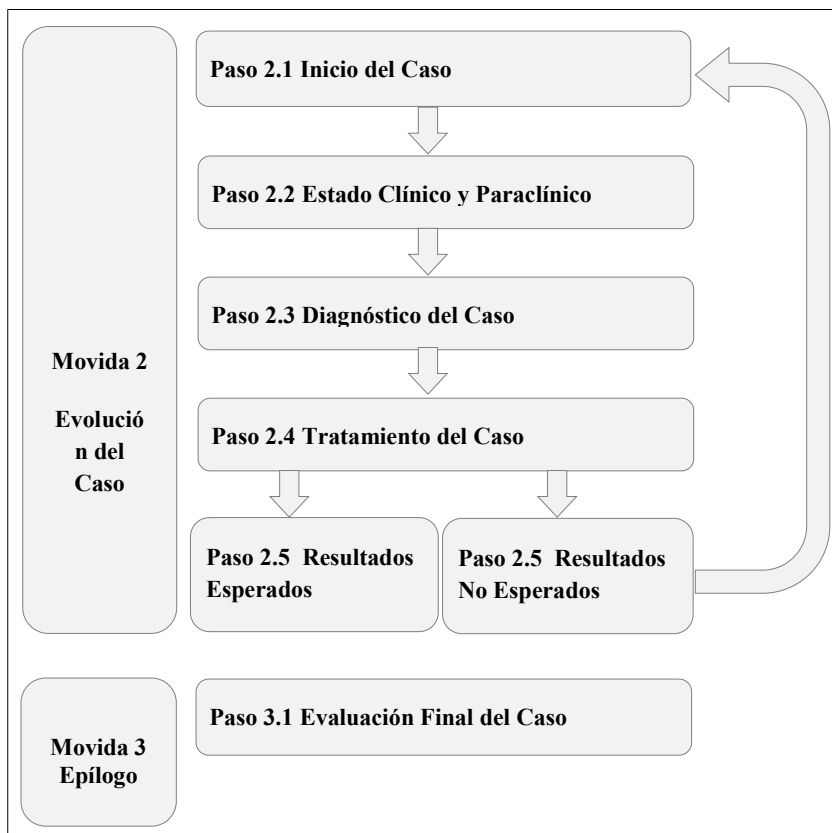 Paso 2.1 Inicio del Caso
Paso 2.2 Estado Clínico y Paraclínico
Paso 2.3 Diagnóstico del Caso
Movida 2
Evolució
n del
Caso
Paso 2.4 Tratamiento del Caso
Paso 2.5 Resultados
Esperados
Paso 2.5 Resultados
No Esperados
Movida 3
Epílogo
Paso 3.1 Evaluación Final del Caso